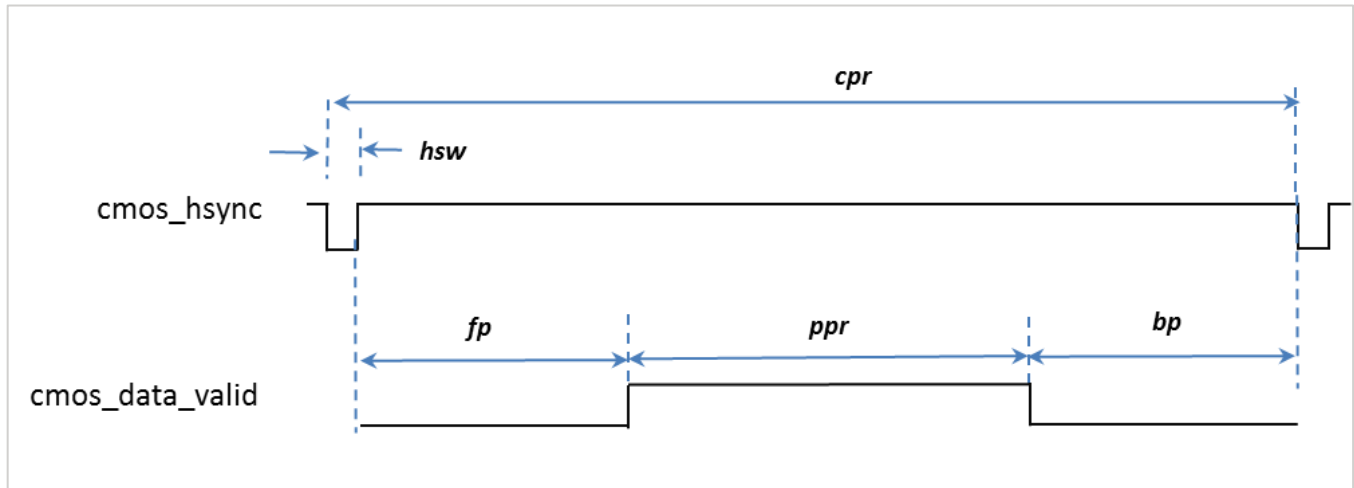 cpr
hsw
cmos_hsync
fp
ppr
bp
cmos_data_valid